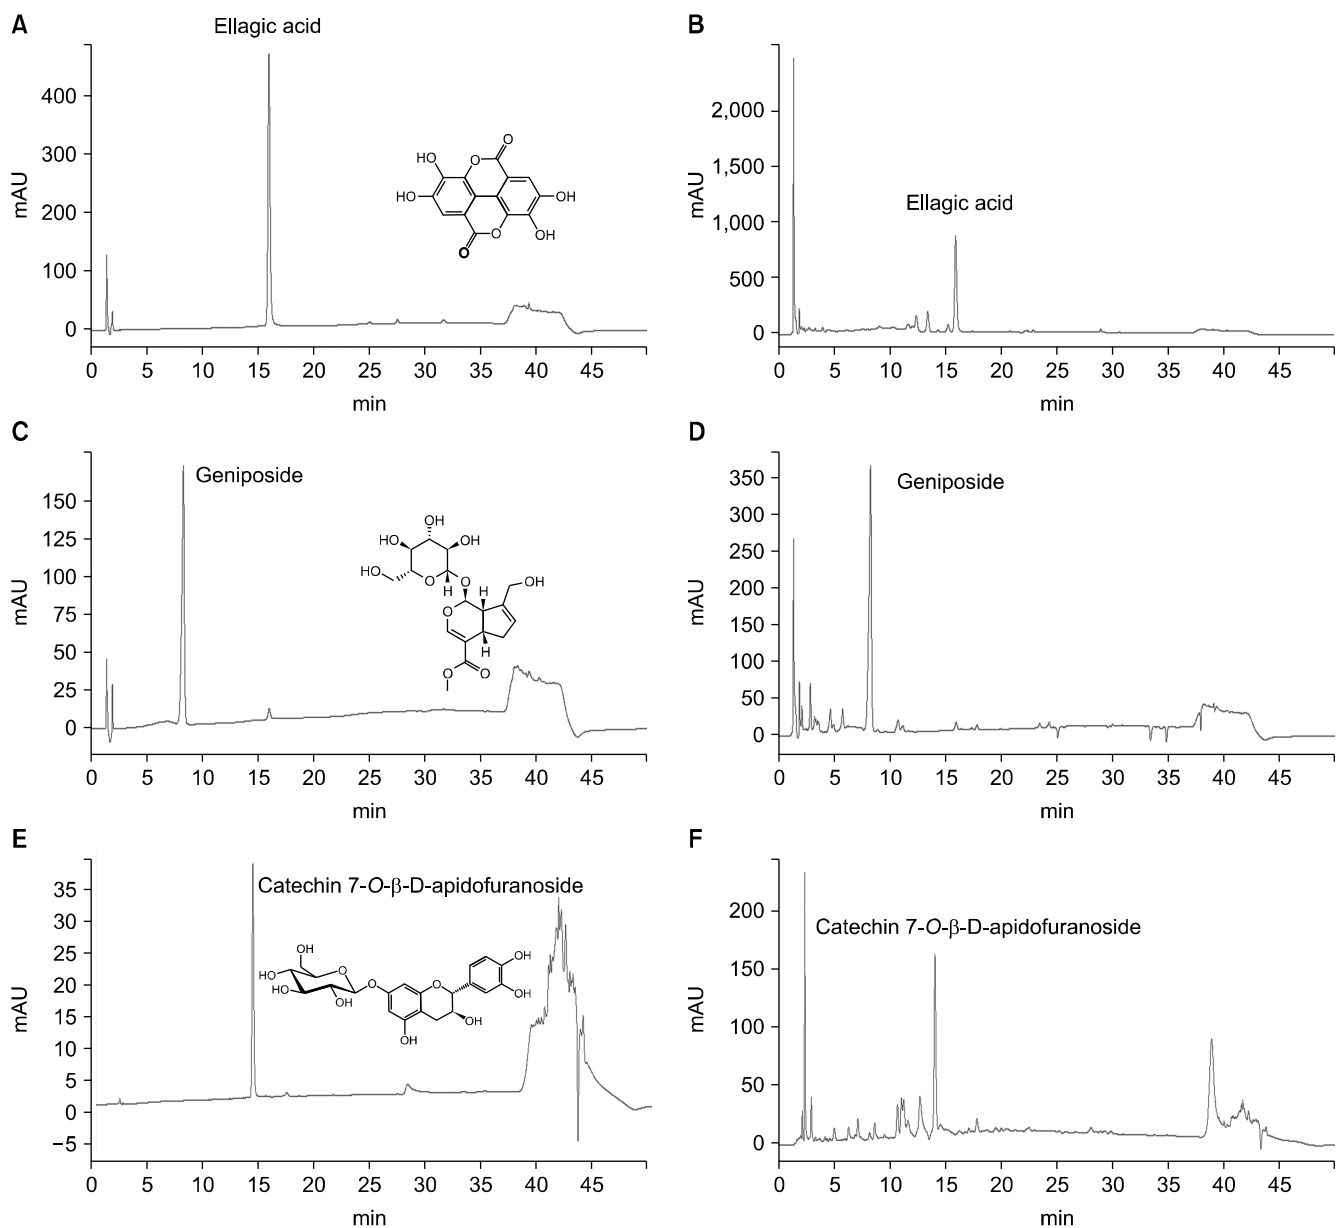 A
Ellagic acid
mAU
400
300
200
100
0
HO
O
O
HO
OH
O
OH
O
0 5 10 15 20 25 30 35 40 45
min
B
mAU
2,000
1,500
1,000
500
0
Ellagic acid
0 5 10 15 20 25 30 35 40 45
min
C
Geniposide
mAU
150
125
100
75
50
25
0
OH
HO
OH
HO
O
O
H
H
OH
O
H
O
O
0 5 10 15 20 25 30 35 40 45
min
D
Geniposide
mAU
350
300
250
200
150
100
50
0
0 5 10 15 20 25 30 35 40 45
min
E
Catechin 7-O-β-D-apidofuranoside
mAU
35
30
25
20
15
10
5
0
−5
OH
HO
O
HO
OH
O
O
OH
OH
OH
OH
0 5 10 15 20 25 30 35 40 45
min
F
Catechin 7-O-β-D-apidofuranoside
mAU
200
150
100
50
0
0 5 10 15 20 25 30 35 40 45
min